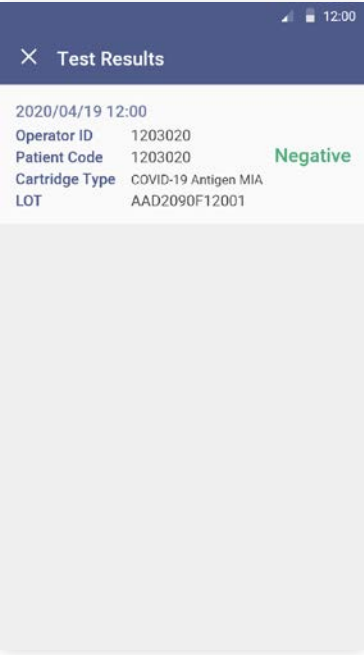 12:00
× Test Results
2020/04/19 12:00
Operator ID 1203020
Patient Code 1203020
Negative
Cartridge Type COVID-19 Antigen MIA
LOT AAD2090F12001